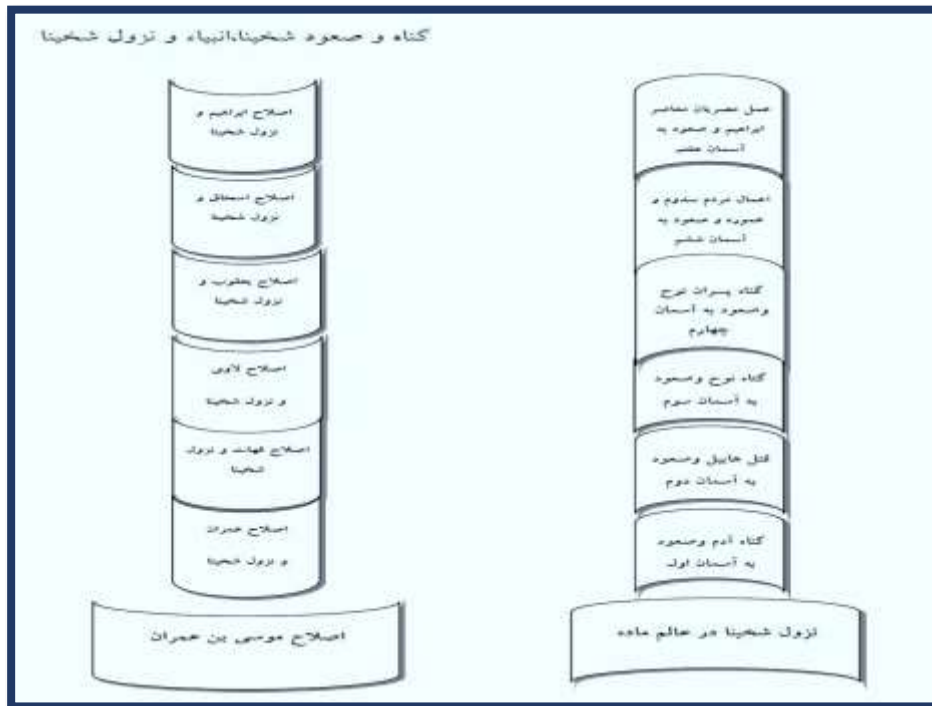 گناه و صعود شخینا،انبیاء و نزول شخینا
عمل مصریان معاصر
ابراهیم و صعود به
آسمان هفتم
اعمال مردم سدوم و
عموره و صعود به
آسمان ششم
گناه پسران نوح
وصعود به آسمان
چهارم
گناه نوح وصعود
به آسمان سوم
قتل هابیل وصعود
به آسمان دوم
گناه آدم وصعود
به آسمان اول
نزول شخینا در عالم ماده
اصلاح ابراهیم و
نزول شخینا
اصلاح اسحاق و
نزول شخینا
اصلاح یعقوب و
نزول شخینا
اصلاح لاوی
و نزول شخینا
اصلاح قهات و نزول
شخینا
اصلاح عمران
و نزول شخینا
اصلاح موسی بن عمران